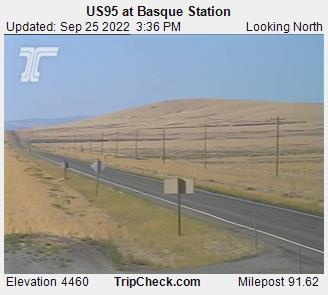 US95 at Basque Station
Updated: Sep 25 2022 3:36 PM Looking North
Elevation 4460 TripCheck.com Milepost 91.62